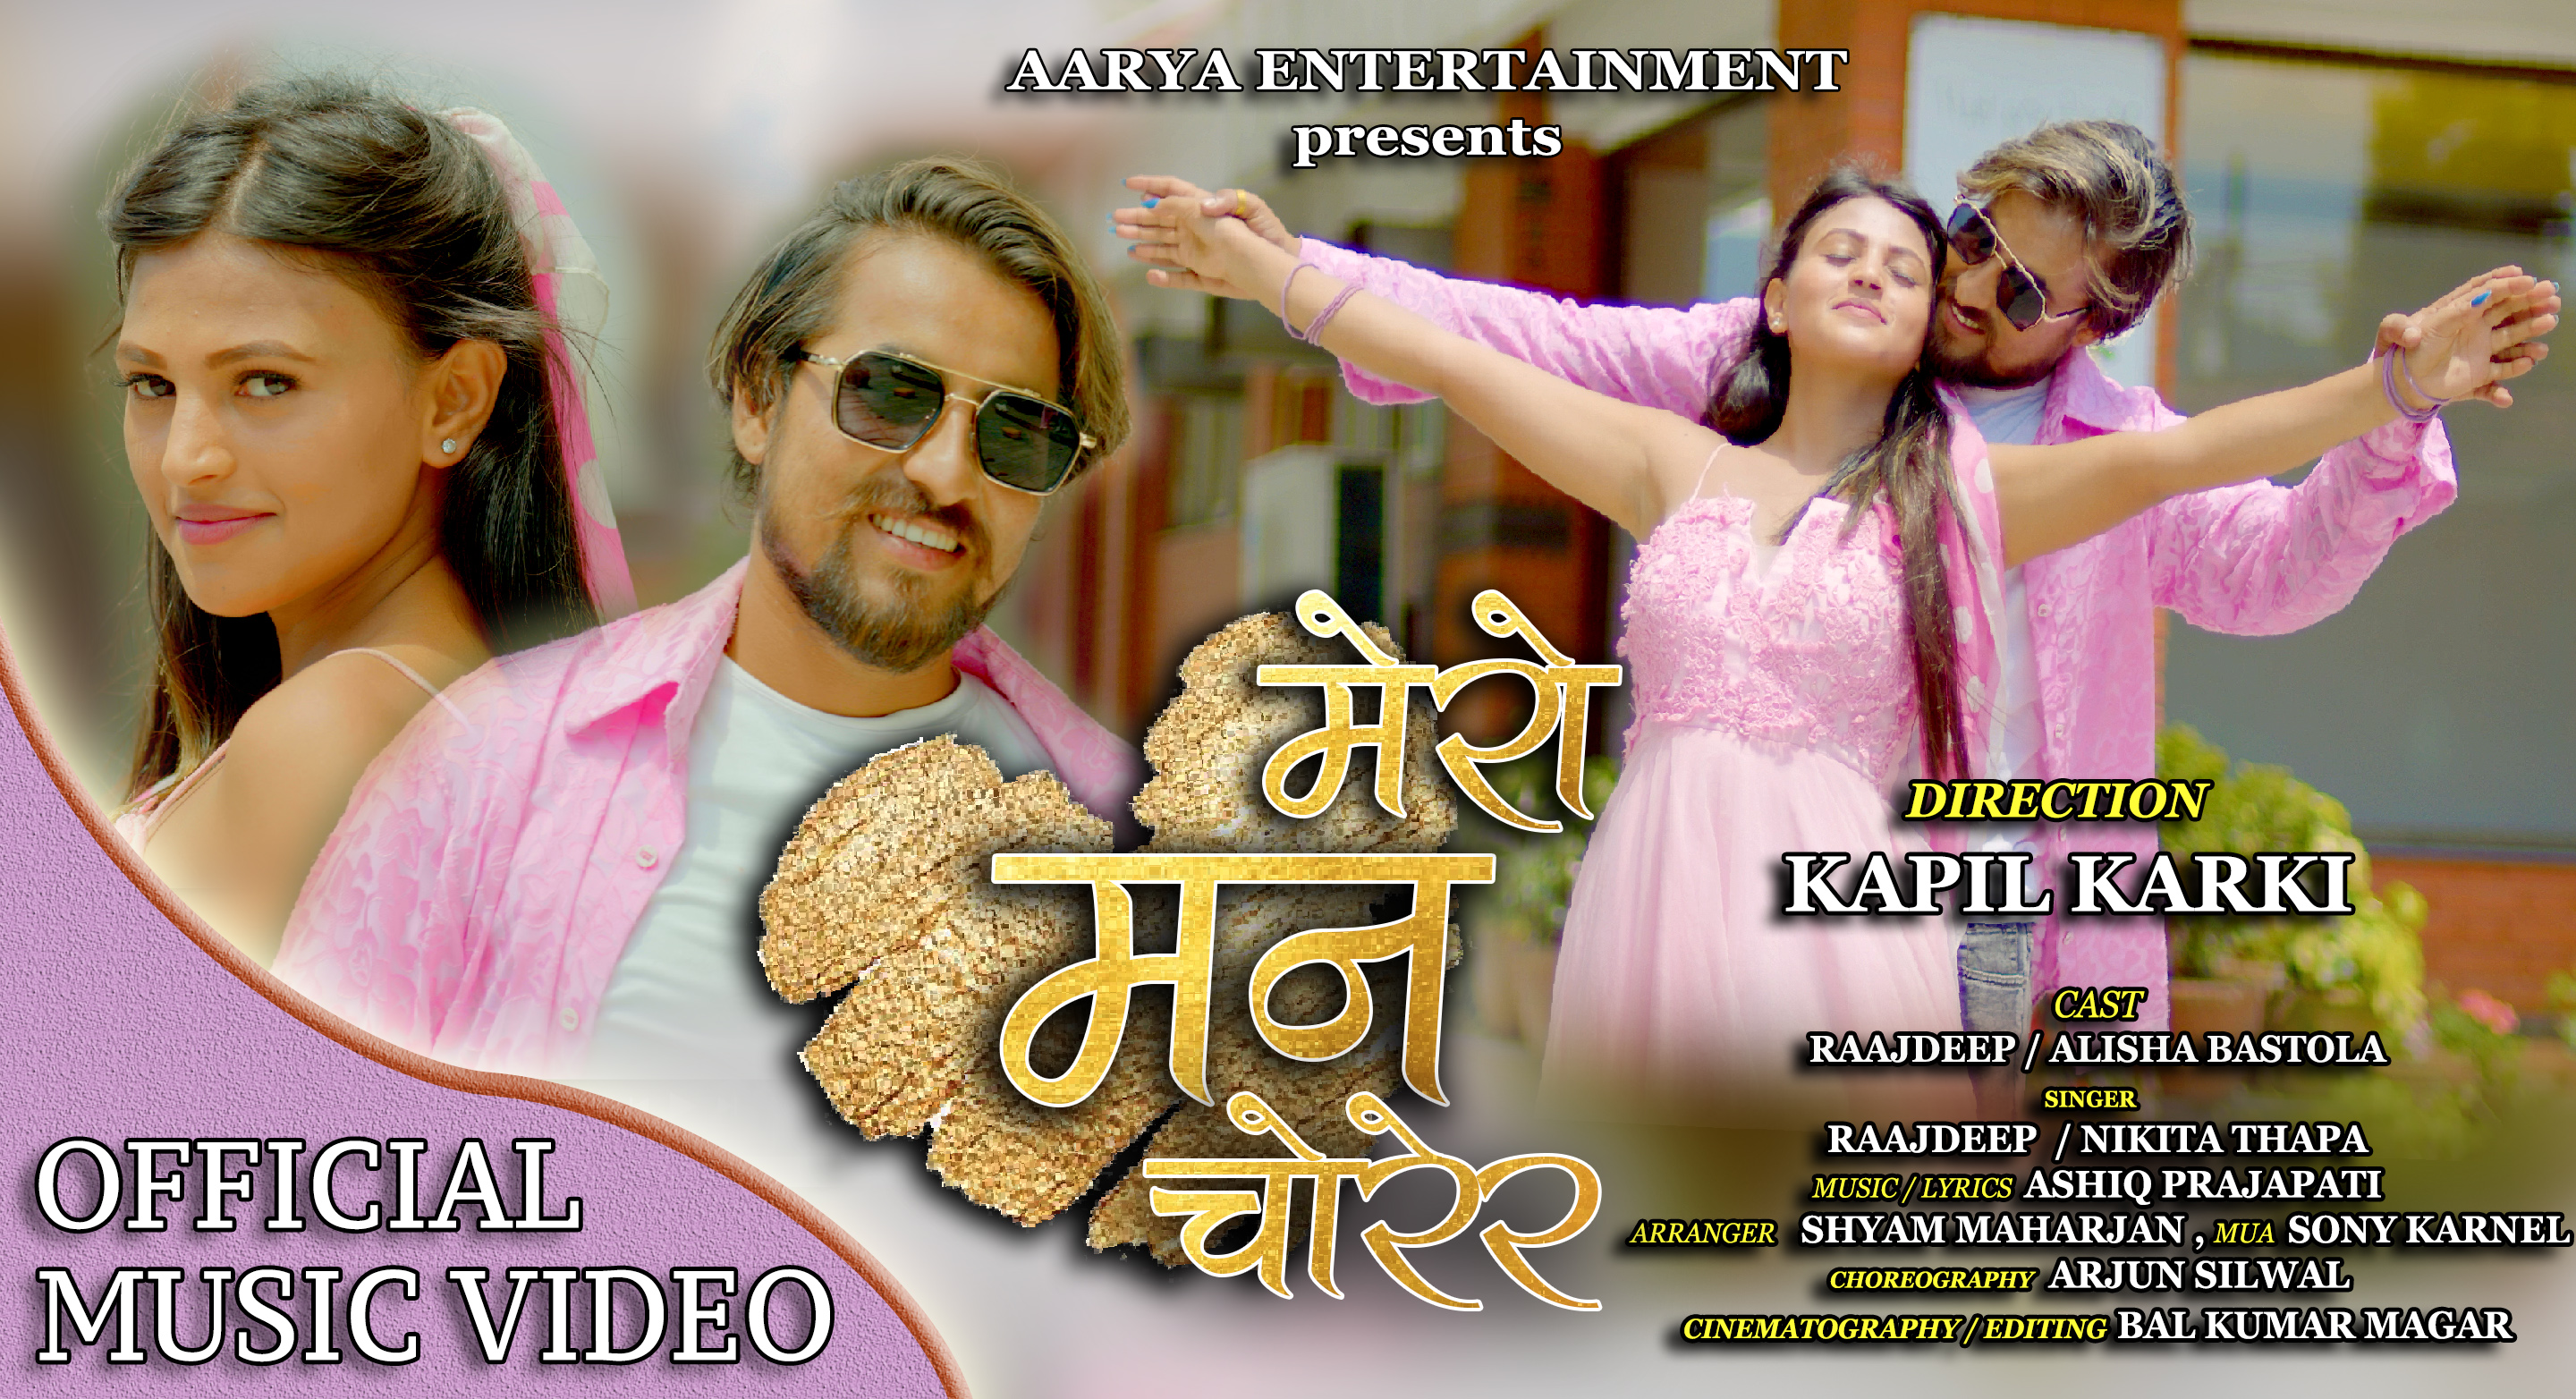 AARYA ENTERTAINMENT
presents
मेरो
मन
चोरेर
DIRECTION
KAPIL KARKI
CAST
RAAJDEEP / ALISHA BASTOLA
SINGER
RAAJDEEP / NIKITA THAPA
MUSIC / LYRICS ASHIQ PRAJAPATI
ARRANGER SHYAM MAHARJAN , MUA SONY KARNEL
CHOREOGRAPHY ARJUN SILWAL
CINEMATOGRAPHY / EDITING BAL KUMAR MAGAR
OFFICIAL
MUSIC VIDEO